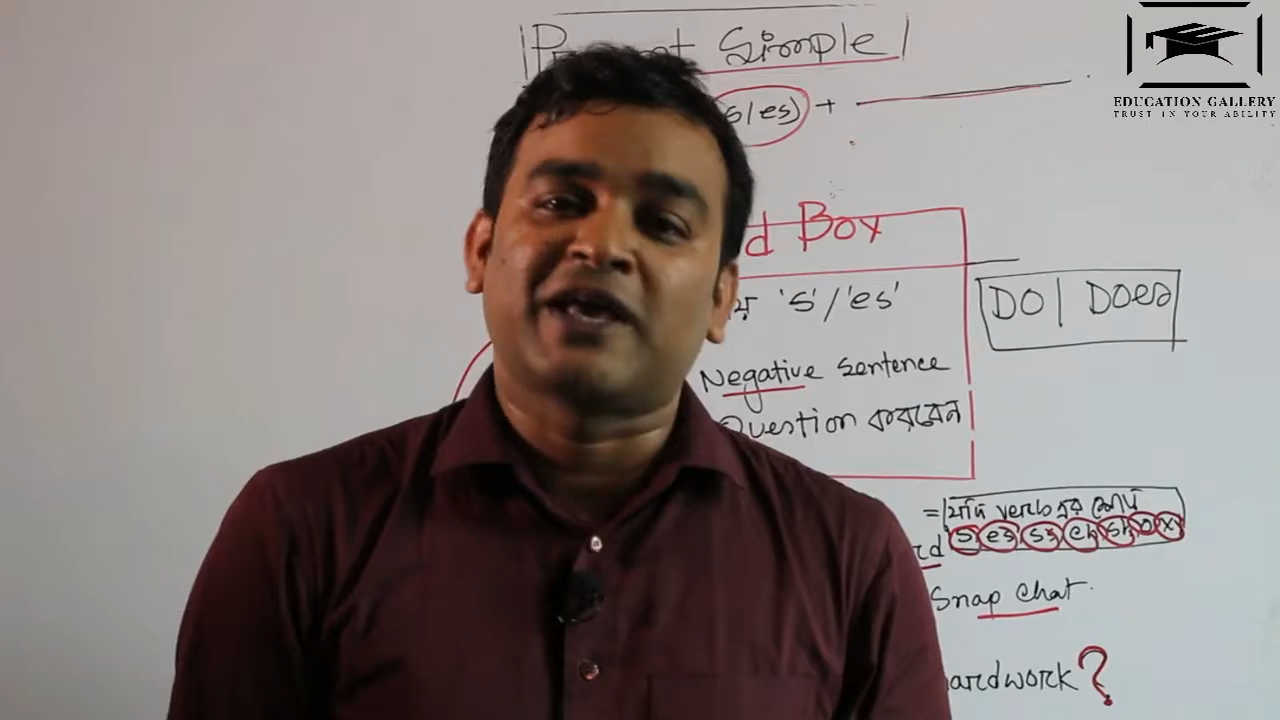 Present Simple
EDUCATION GALLERY
TRUST IN YOUR ABILITY
s/es) +
d Box
য় 's'/'es'
DO | Does
Negative sentence
Question করবেন
= যদি verb এর শেষে
s es ss ch sh o x
rd
Snap Chat.
hardwork?